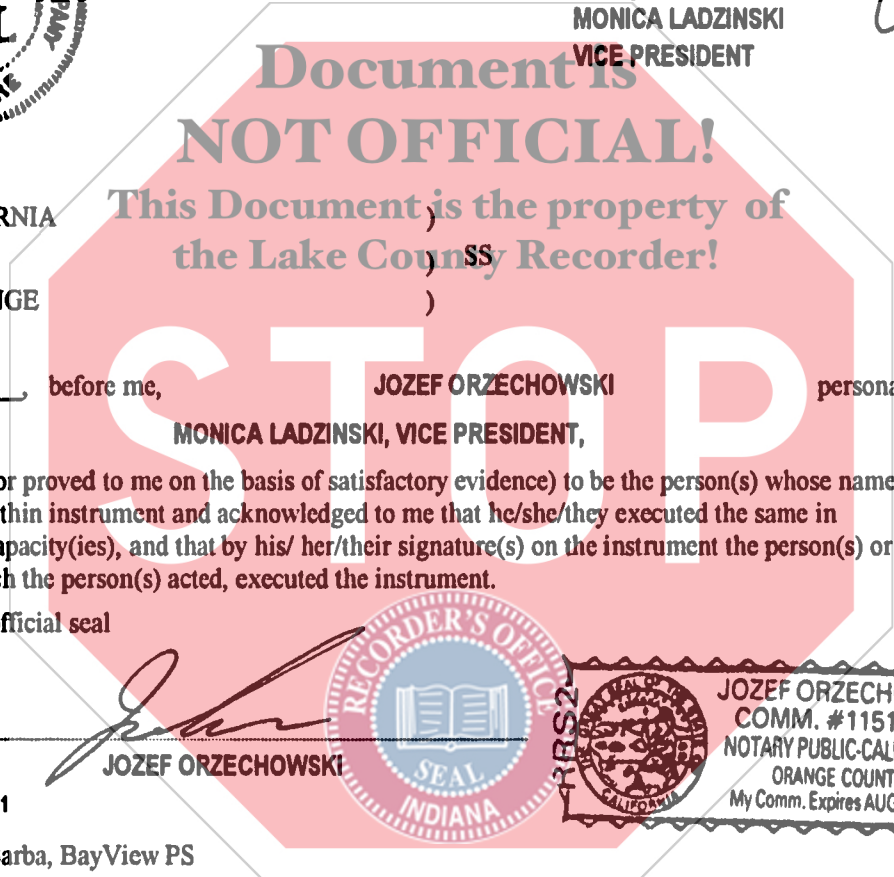 MONICA LADZINSKI
VICE PRESIDENT
Document is
NOT OFFICIAL!
This Document is the property of
the Lake County Recorder!
STOP
RNIA )
) SS
NGE )
before me, JOZEF ORZECHOWSKI persona
MONICA LADZINSKI, VICE PRESIDENT,
or proved to me on the basis of satisfactory evidence) to be the person(s) whose name
thin instrument and acknowledged to me that he/she/they executed the same in
apacity(ies), and that by his/ her/their signature(s) on the instrument the person(s) or
ch the person(s) acted, executed the instrument.
fficial seal
JOZEF ORZECHOWSKI
RECORDER'S OFFICE
SEAL
INDIANA
JOZEF ORZECH
COMM. #1151
NOTARY PUBLIC-CAL
ORANGE COUNT
My Comm. Expires AUG
CALIFORNIA
1
arba, BayView PS